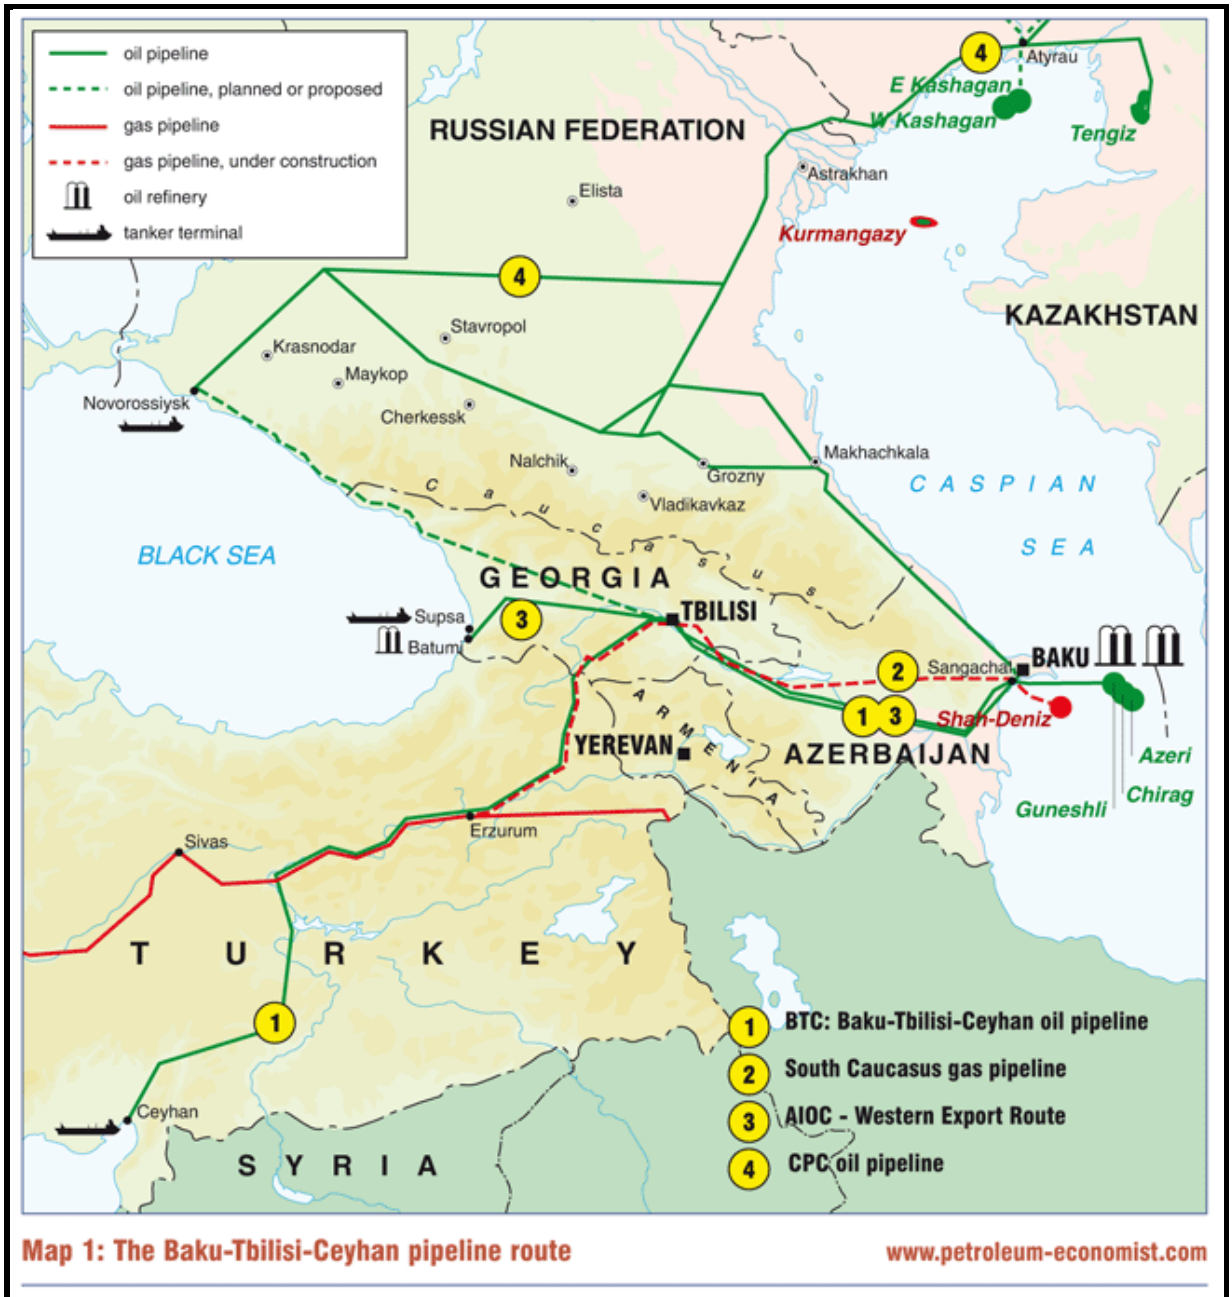 oil pipeline
oil pipeline, planned or proposed
gas pipeline
gas pipeline, under construction
oil refinery
tanker terminal
4
Atyrau
E Kashagan
W Kashagan
Tengiz
RUSSIAN FEDERATION
Astrakhan
Elista
Kurmangazy
4
KAZAKHSTAN
Stavropol
Krasnodar
Maykop
Novorossiysk
Cherkessk
Nalchik
Grozny
Makhachkala
Vladikavkaz
Caucasus
CASPIAN
SEA
BLACK SEA
GEORGIA
TBILISI
Supsa
3
Batumi
BAKU
Sangachal
2
1
3
Shah-Deniz
ARMENIA
YEREVAN
AZERBAIJAN
Azeri
Chirag
Guneshli
Erzurum
Sivas
TURKEY
1
Ceyhan
SYRIA
1 BTC: Baku-Tbilisi-Ceyhan oil pipeline
2 South Caucasus gas pipeline
3 AIOC - Western Export Route
4 CPC oil pipeline
Map 1: The Baku-Tbilisi-Ceyhan pipeline route
www.petroleum-economist.com